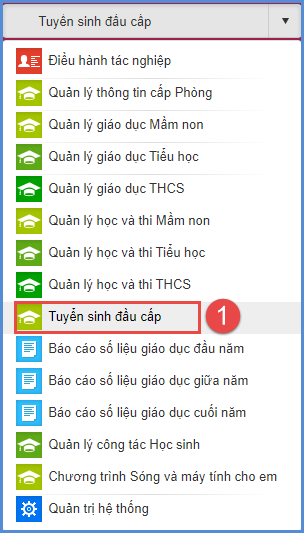 Tuyển sinh đầu cấp
Điều hành tác nghiệp
Quản lý thông tin cấp Phòng
Quản lý giáo dục Mầm non
Quản lý giáo dục Tiểu học
Quản lý giáo dục THCS
Quản lý học và thi Mầm non
Quản lý học và thi Tiểu học
Quản lý học và thi THCS
Tuyển sinh đầu cấp 1
Báo cáo số liệu giáo dục đầu năm
Báo cáo số liệu giáo dục giữa năm
Báo cáo số liệu giáo dục cuối năm
Quản lý công tác Học sinh
Chương trình Sóng và máy tính cho em
Quản trị hệ thống